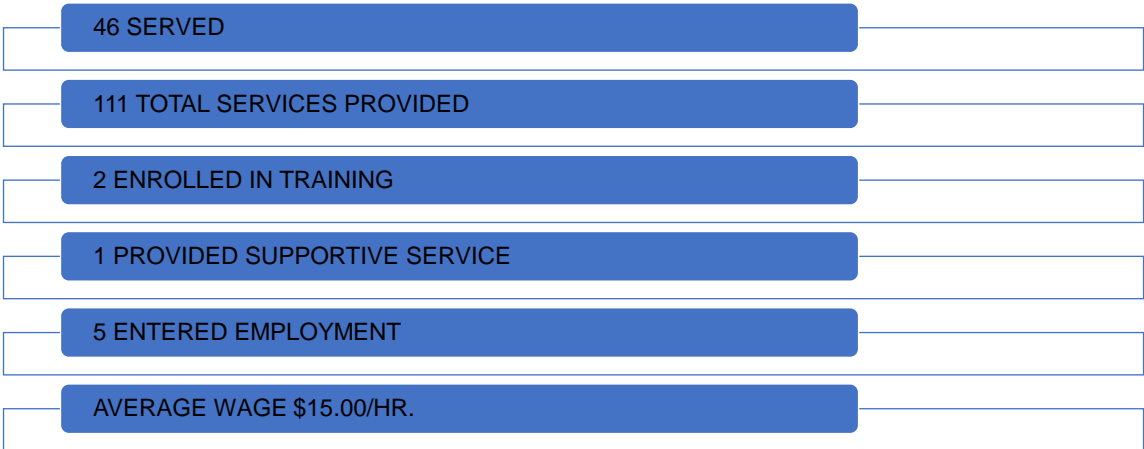 46 SERVED
111 TOTAL SERVICES PROVIDED
2 ENROLLED IN TRAINING
1 PROVIDED SUPPORTIVE SERVICE
5 ENTERED EMPLOYMENT
AVERAGE WAGE $15.00/HR.